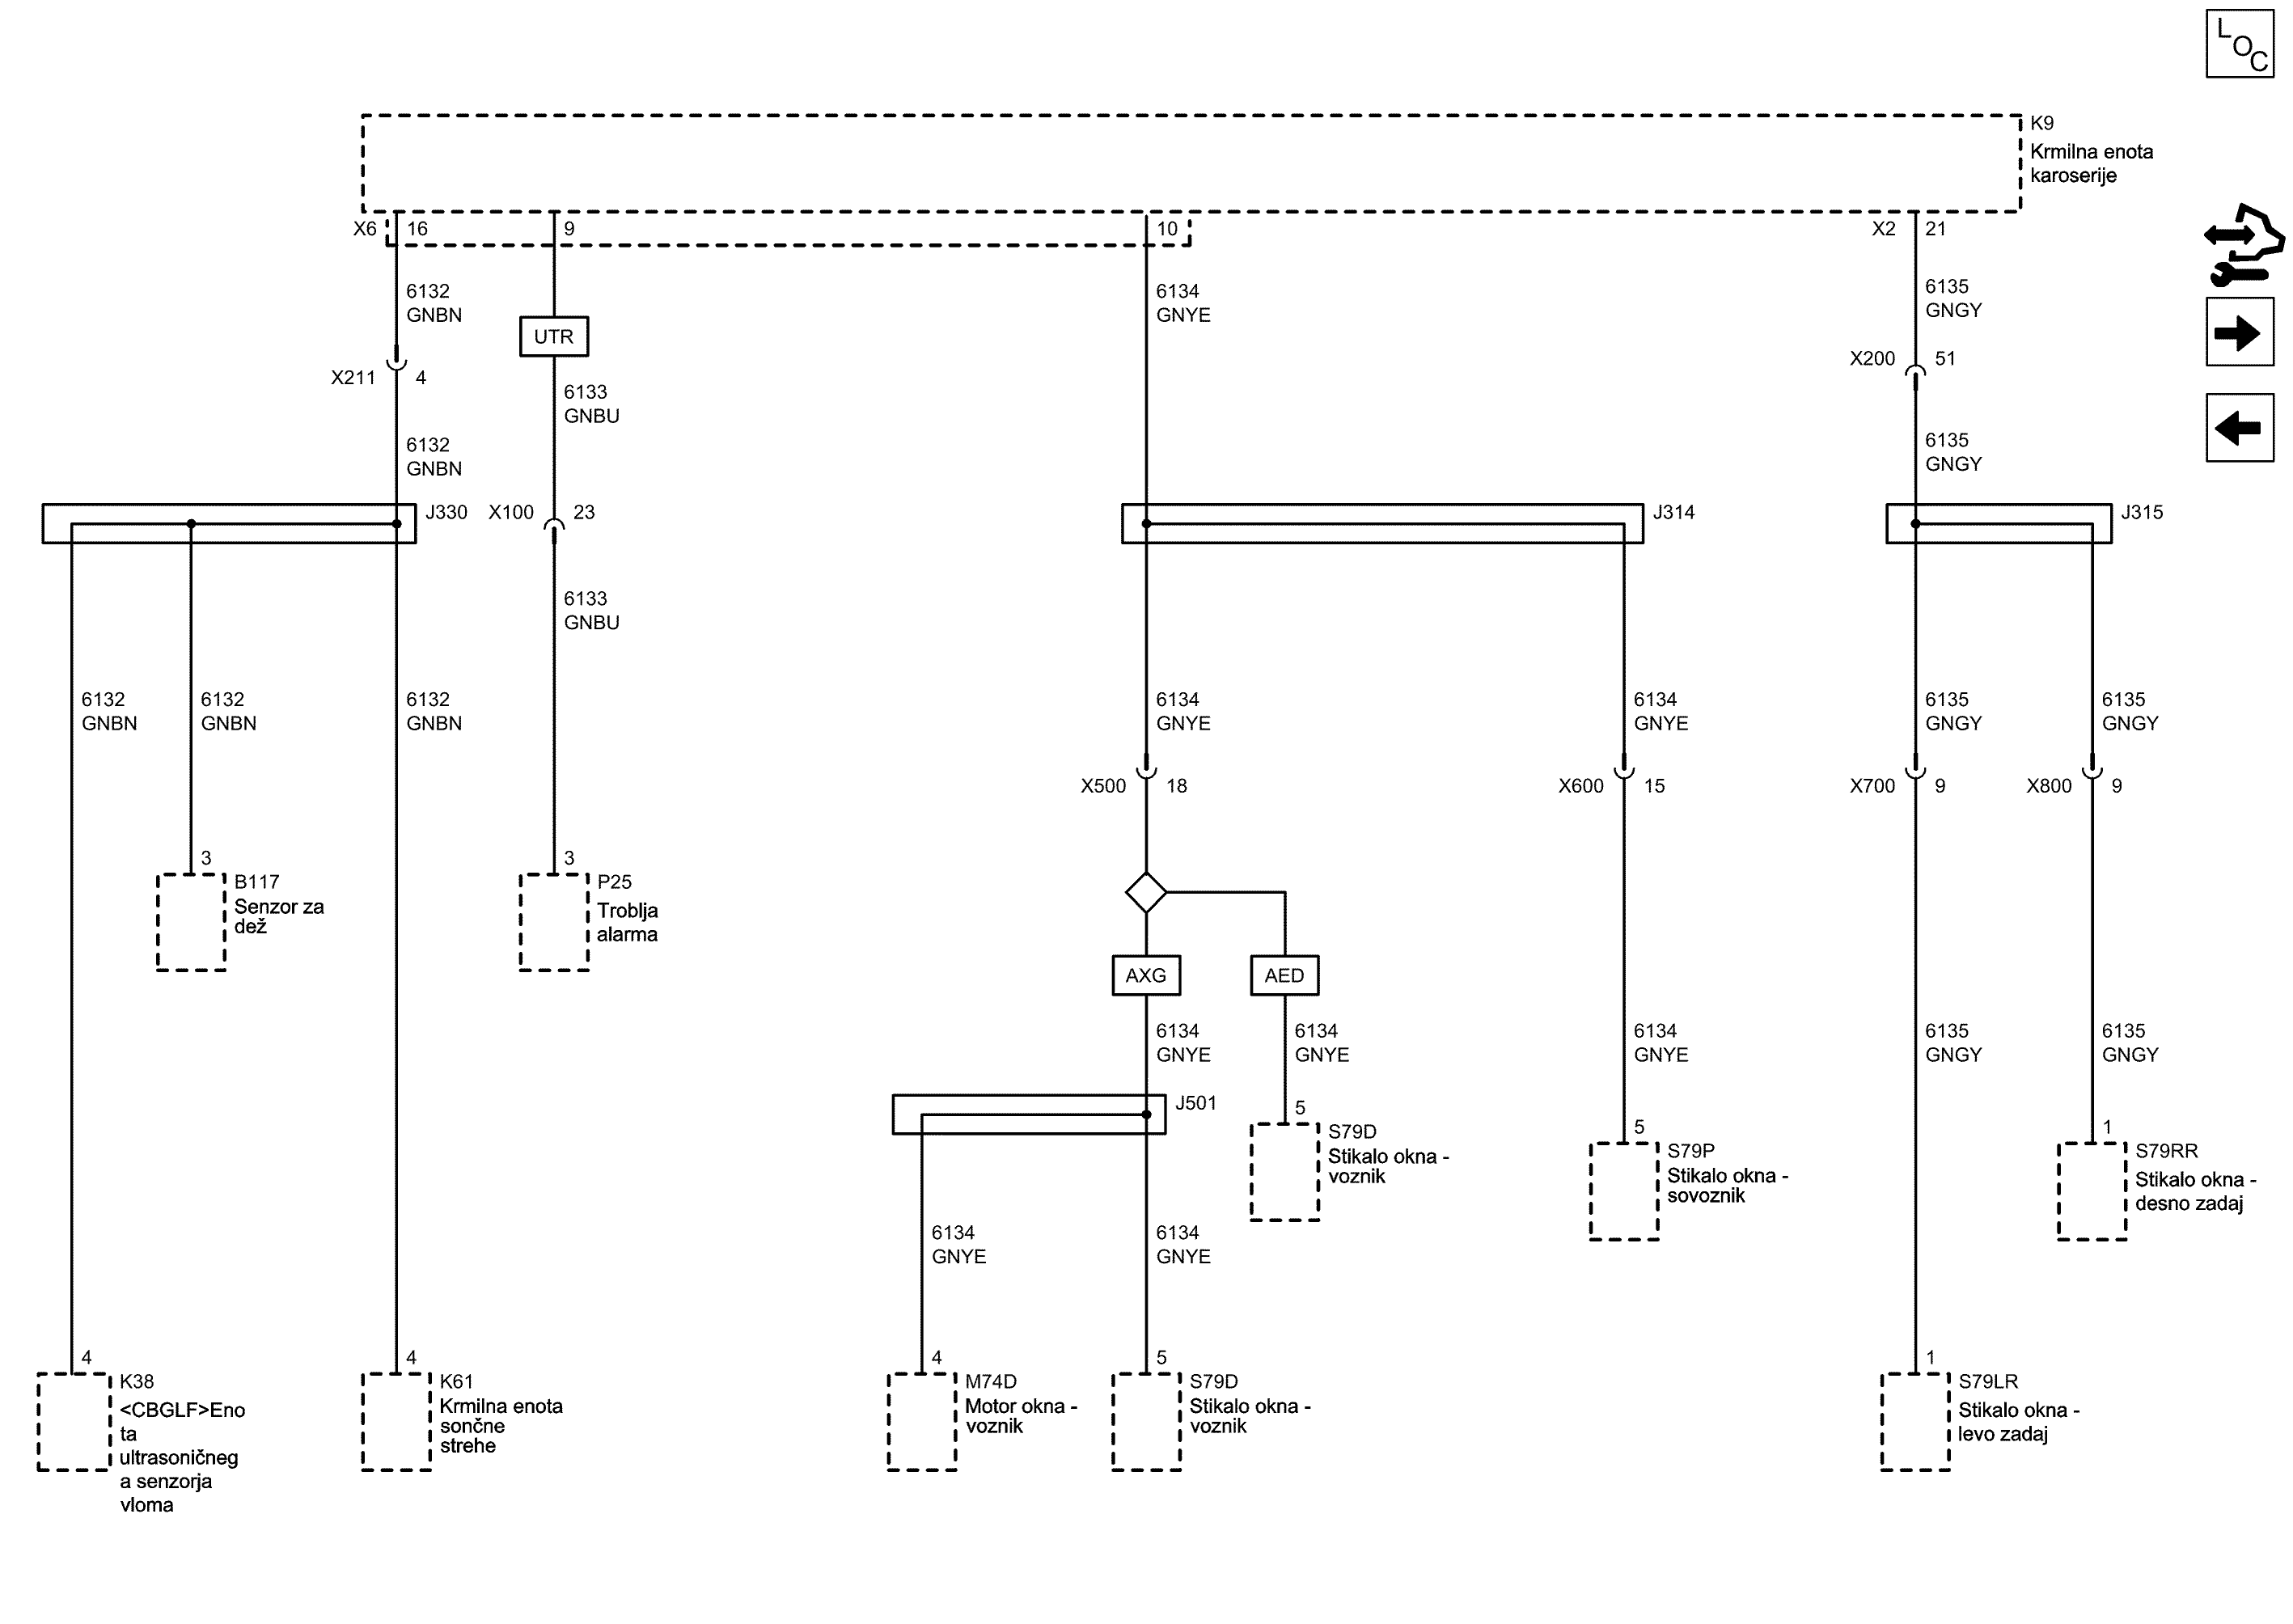 LOC
K9
Krmilna enota
karoserije
X6 16 9 10 X2 21
6132
GNBN
6134
GNYE
6135
GNGY
UTR
X211 4
6133
GNBU
X200 51
6132
GNBN
6135
GNGY
J330
X100 23
J314
J315
6133
GNBU
6132
GNBN
6132
GNBN
6132
GNBN
6134
GNYE
6134
GNYE
6135
GNGY
6135
GNGY
X500 18
X600 15
X700 9
X800 9
3
B117
Senzor za
dež
3
P25
Troblja
alarma
AXG
AED
6134
GNYE
6134
GNYE
6134
GNYE
6135
GNGY
6135
GNGY
J501
5
S79D
Stikalo okna -
voznik
5
S79P
Stikalo okna -
sovoznik
1
S79RR
Stikalo okna -
desno zadaj
6134
GNYE
6134
GNYE
4
K38
<CBGLF>Eno
ta
ultrasoničneg
a senzorja
vloma
4
K61
Krmilna enota
sončne
strehe
4
M74D
Motor okna -
voznik
5
S79D
Stikalo okna -
voznik
1
S79LR
Stikalo okna -
levo zadaj